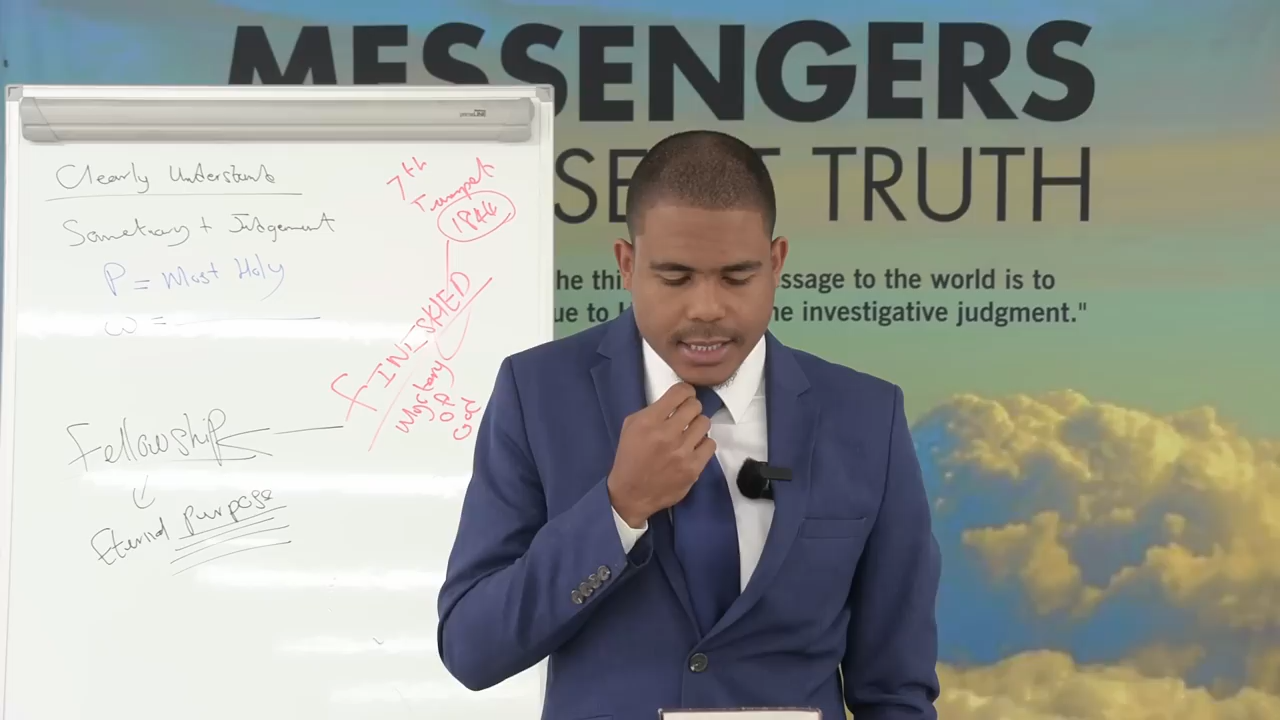 MESSENGERS
SE T TRUTH
he thi ssage to the world is to
ue to he investigative judgment."
Clearly Understand
Sanctuary + Judgement
P = Most Holy
W =
Fellowship
Eternal Purpose
7th
Trumpet
1844
FINISHED
Mystery
of
God